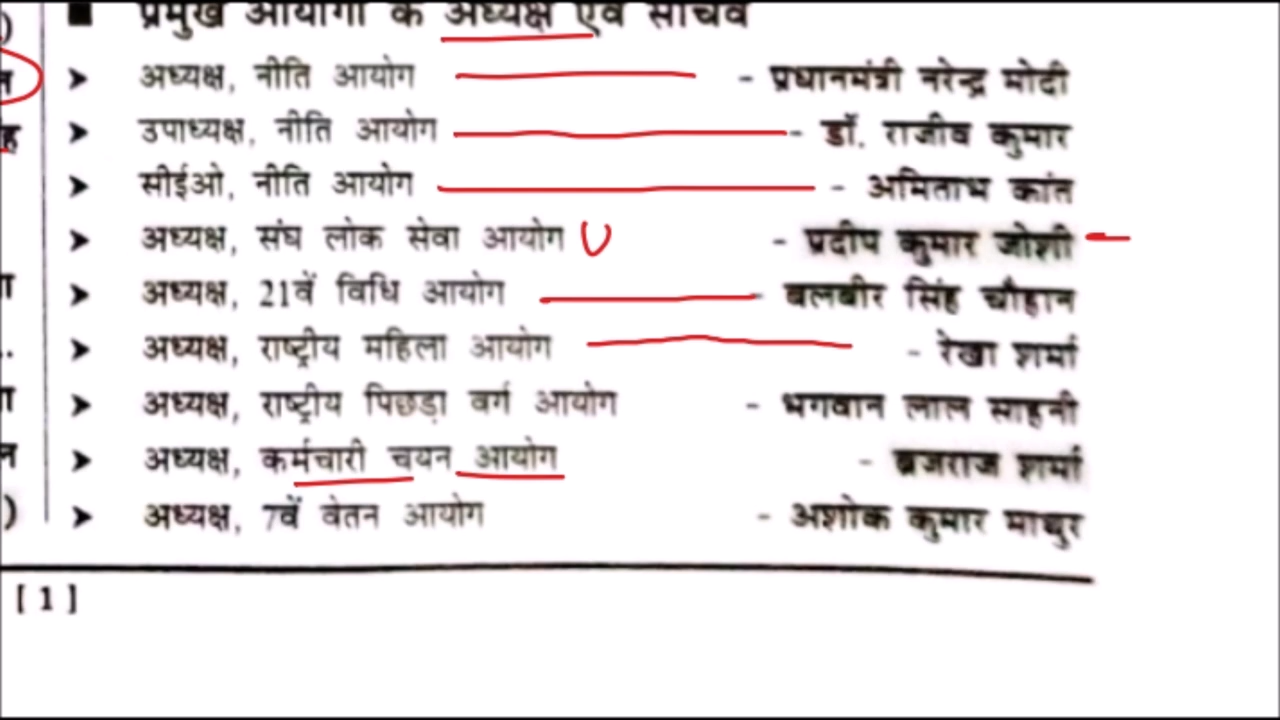 ■ प्रमुख आयोगों के अध्यक्ष एवं सचिव
➤ अध्यक्ष, नीति आयोग - प्रधानमंत्री नरेन्द्र मोदी
➤ उपाध्यक्ष, नीति आयोग - डॉ. राजीव कुमार
➤ सीईओ, नीति आयोग - अमिताभ कांत
➤ अध्यक्ष, संघ लोक सेवा आयोग - प्रदीप कुमार जोशी
➤ अध्यक्ष, 21वें विधि आयोग - बलबीर सिंह चौहान
➤ अध्यक्ष, राष्ट्रीय महिला आयोग - रेखा शर्मा
➤ अध्यक्ष, राष्ट्रीय पिछड़ा वर्ग आयोग - भगवान लाल साहनी
➤ अध्यक्ष, कर्मचारी चयन आयोग - ब्रजराज शर्मा
➤ अध्यक्ष, 7वें वेतन आयोग - अशोक कुमार माथुर
[ 1 ]